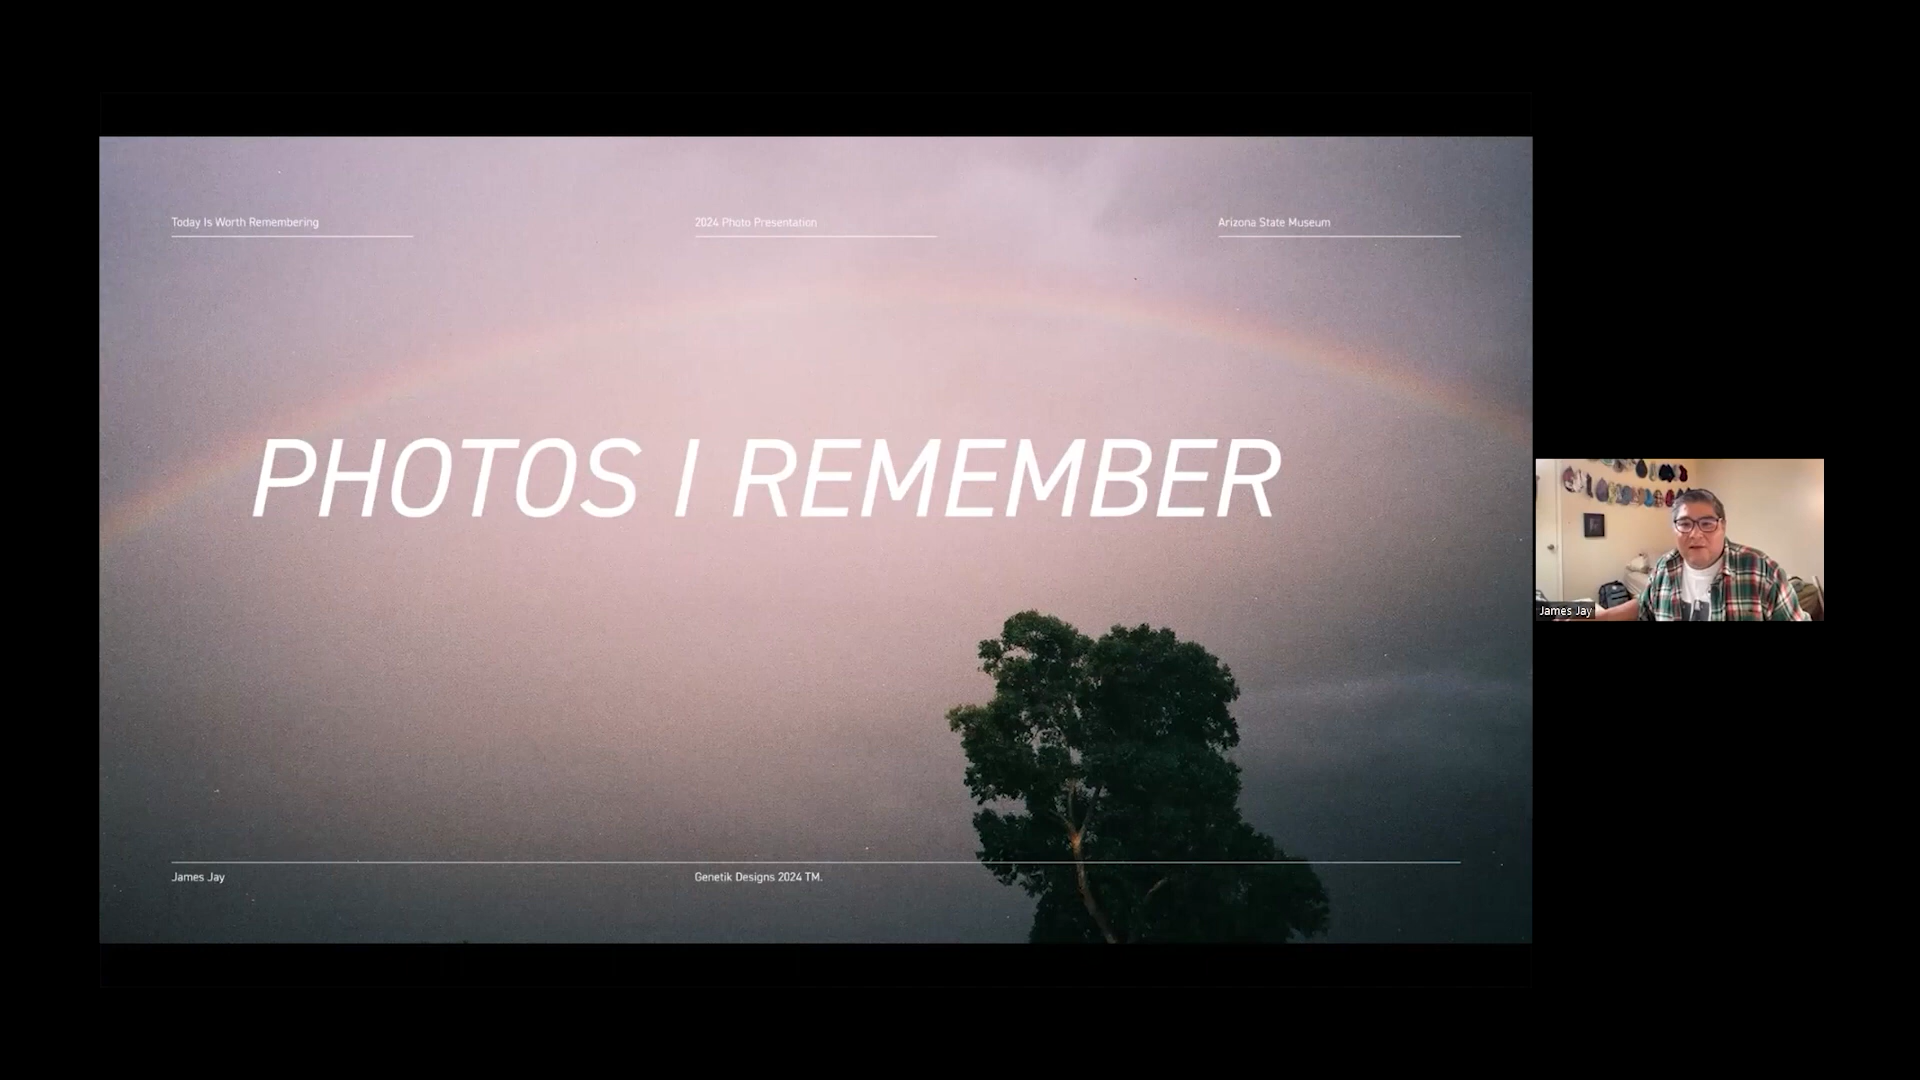 Today Is Worth Remembering
2024 Photo Presentation
Arizona State Museum
PHOTOS I REMEMBER
James Jay
Genetik Designs 2024 TM.
James Jay